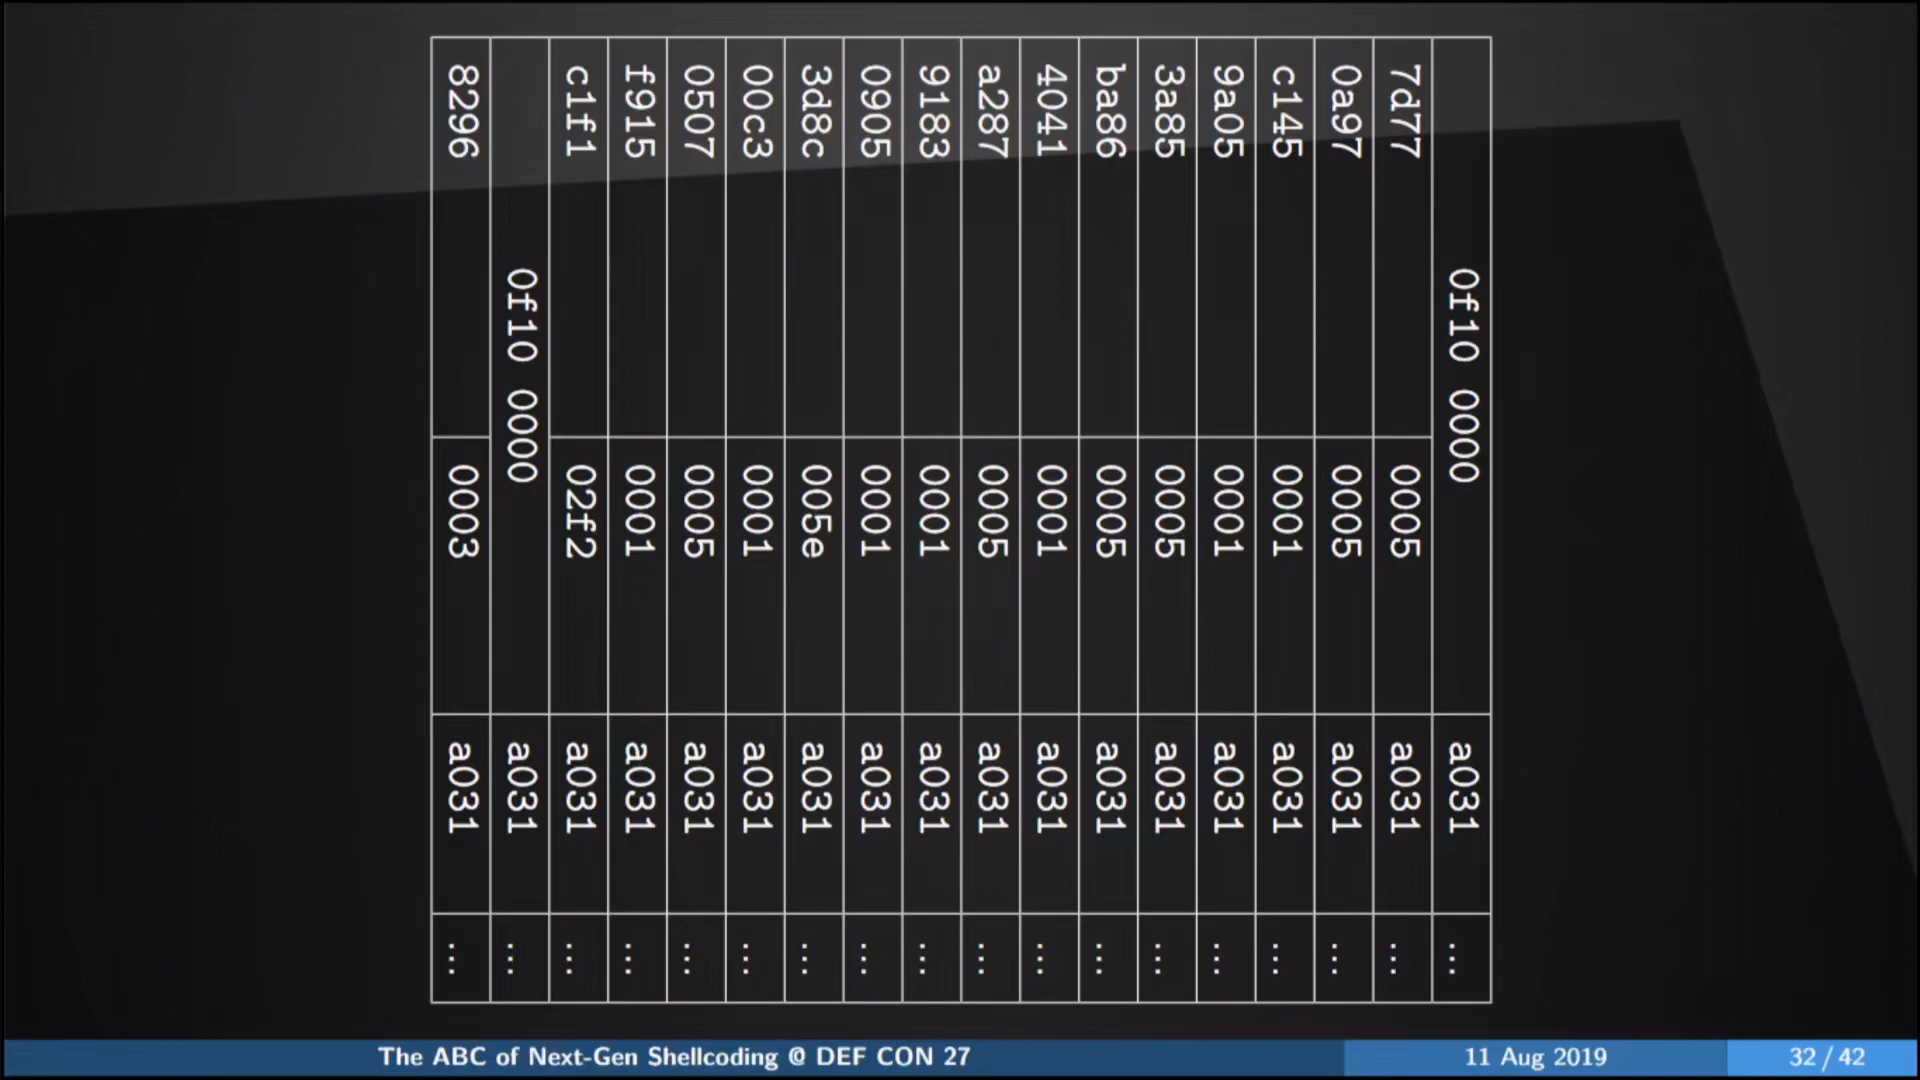 0f10 0000 a031 ...
7d77 0005 a031 ...
0a97 0005 a031 ...
c145 0001 a031 ...
9a05 0001 a031 ...
3a85 0005 a031 ...
ba86 0005 a031 ...
4041 0001 a031 ...
a287 0005 a031 ...
9183 0001 a031 ...
0905 0001 a031 ...
3d8c 005e a031 ...
00c3 0001 a031 ...
0507 0005 a031 ...
f915 0001 a031 ...
c1f1 02f2 a031 ...
0f10 0000 a031 ...
8296 0003 a031 ...
The ABC of Next-Gen Shellcoding @ DEF CON 27 11 Aug 2019 32 / 42